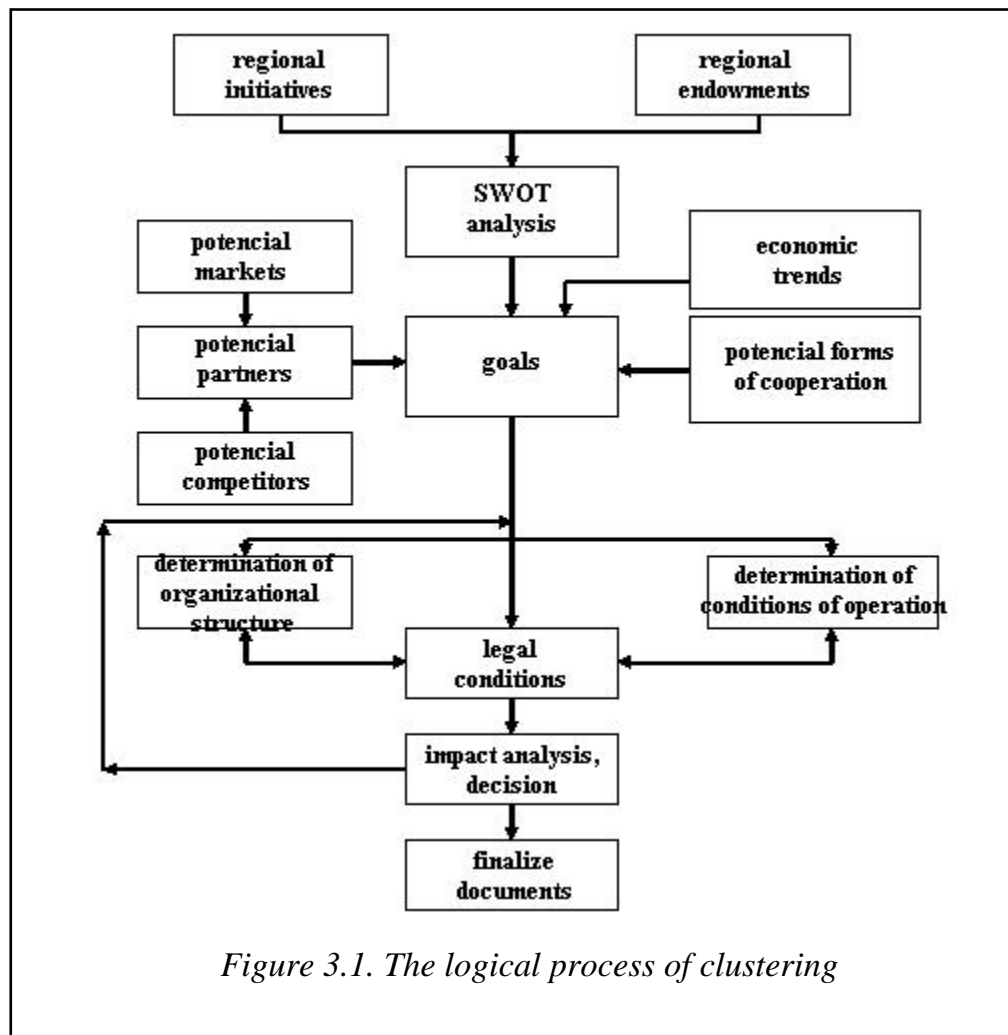 regional
initiatives
regional
endowments
SWOT
analysis
potencial
markets
economic
trends
potencial
partners
goals
potencial forms
of cooperation
potencial
competitors
determination of
organizational
structure
determination of
conditions of operation
legal
conditions
impact analysis,
decision
finalize
documents
Figure 3.1. The logical process of clustering